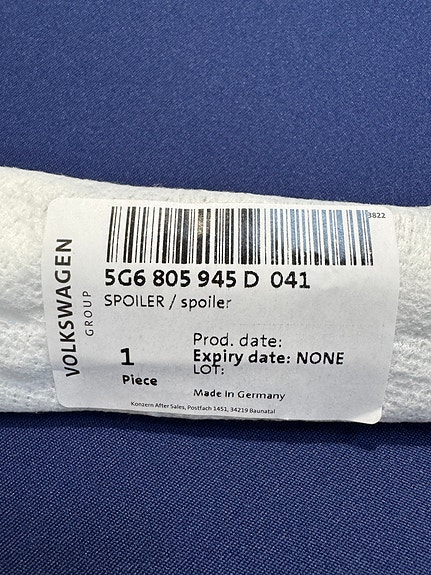 3822
5G6 805 945 D 041
SPOILER / spoiler
VOLKSWAGEN
GROUP
1
Piece
Prod. date:
Expiry date: NONE
LOT:
Made In Germany
Konzern After Sales, Postfach 1451, 34219 Baunatal